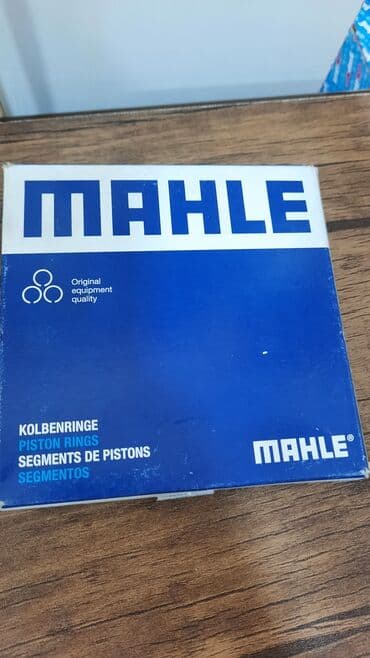 MAHLE
Original
equipment
quality
KOLBENRINGE
PISTON RINGS
SEGMENTS DE PISTONS
SEGMENTOS
MAHLE®